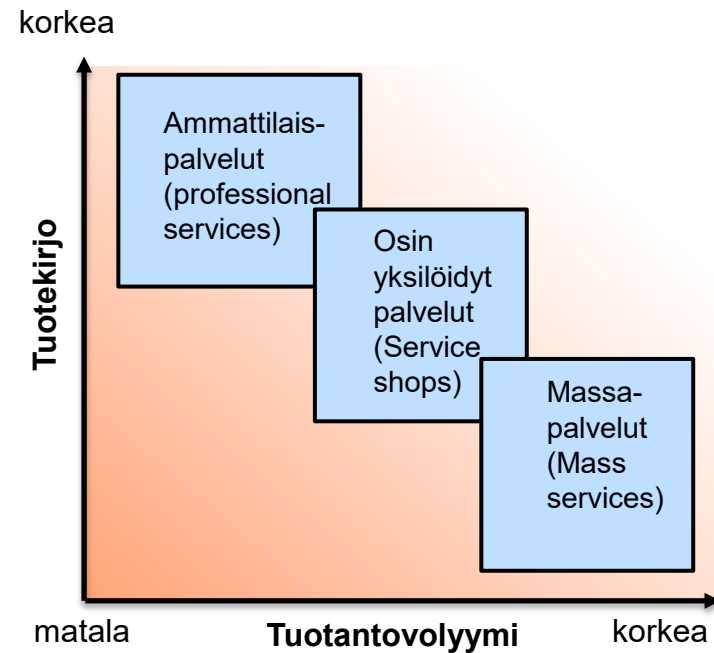 korkea
Tuotekirjo
Ammattilais-
palvelut
(professional
services)
Osin
yksilöidyt
palvelut
(Service
shops)
Massa-
palvelut
(Mass
services)
matala
Tuotantovolyymi
korkea